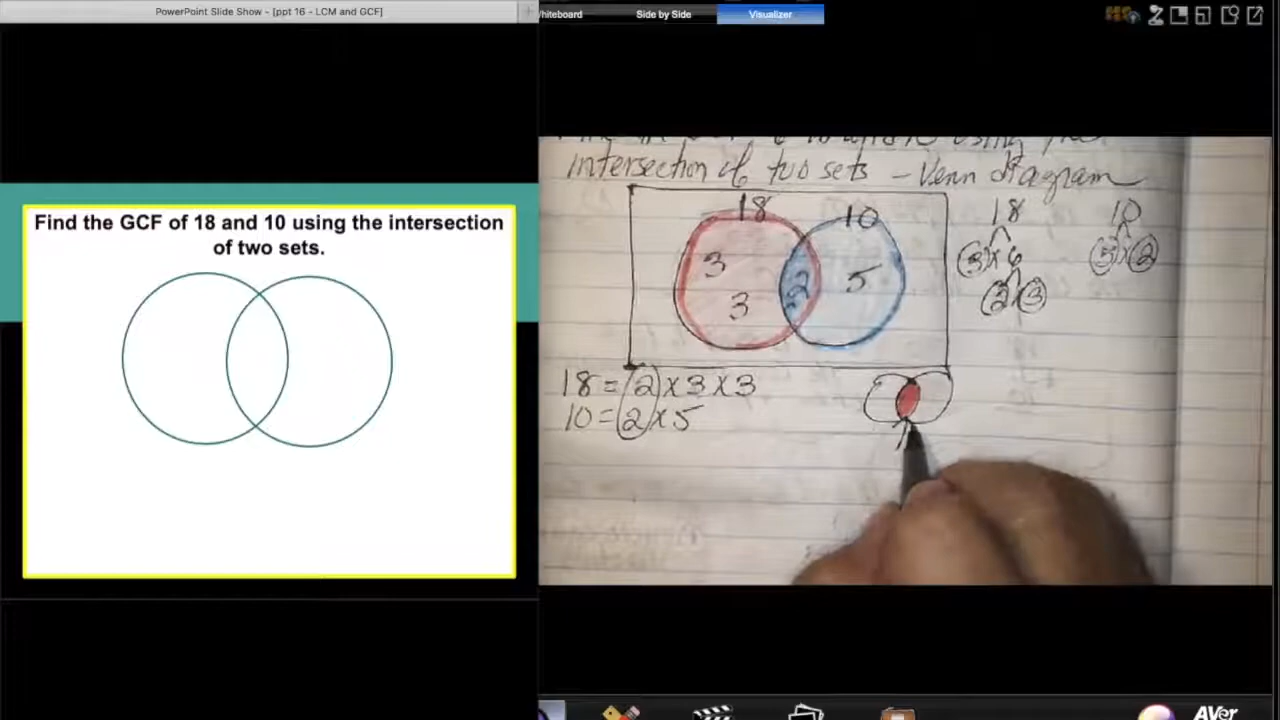 PowerPoint Slide Show - [ppt 16 - LCM and GCF]
Whiteboard
Side by Side
Visualizer
Find the GCF of 18 and 10 using the intersection
of two sets.
using the
intersection of two sets - Venn diagram
18 10
3 3 2 5
18
3 x 6
2 x 3
10
5 x 2
18 = 2 x 3 x 3
10 = 2 x 5
AVer